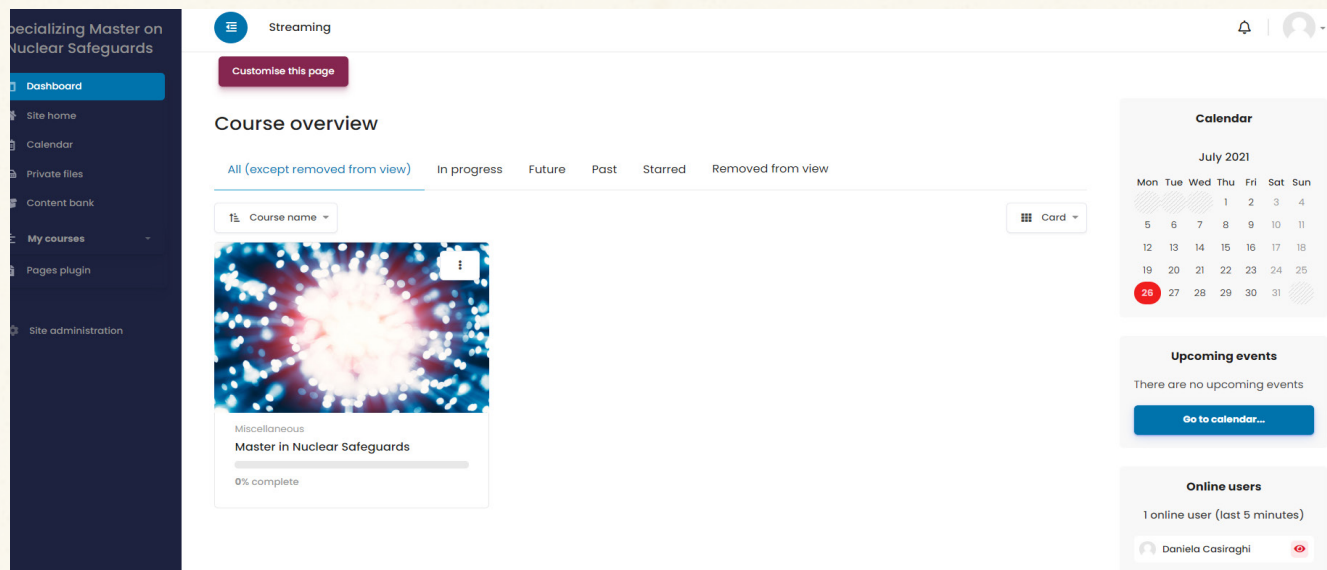 pecializing Master on
Nuclear Safeguards
Dashboard
Site home
Calendar
Private files
Content bank
My courses
Pages plugin
Site administration
Streaming
Customise this page
Course overview
All (except removed from view) In progress Future Past Starred Removed from view
Course name
Card
Miscellaneous
Master in Nuclear Safeguards
0% complete
Calendar
July 2021
Mon Tue Wed Thu Fri Sat Sun
1 2 3 4
5 6 7 8 9 10 11
12 13 14 15 16 17 18
19 20 21 22 23 24 25
26 27 28 29 30 31
Upcoming events
There are no upcoming events
Go to calendar...
Online users
1 online user (last 5 minutes)
Daniela Casiraghi